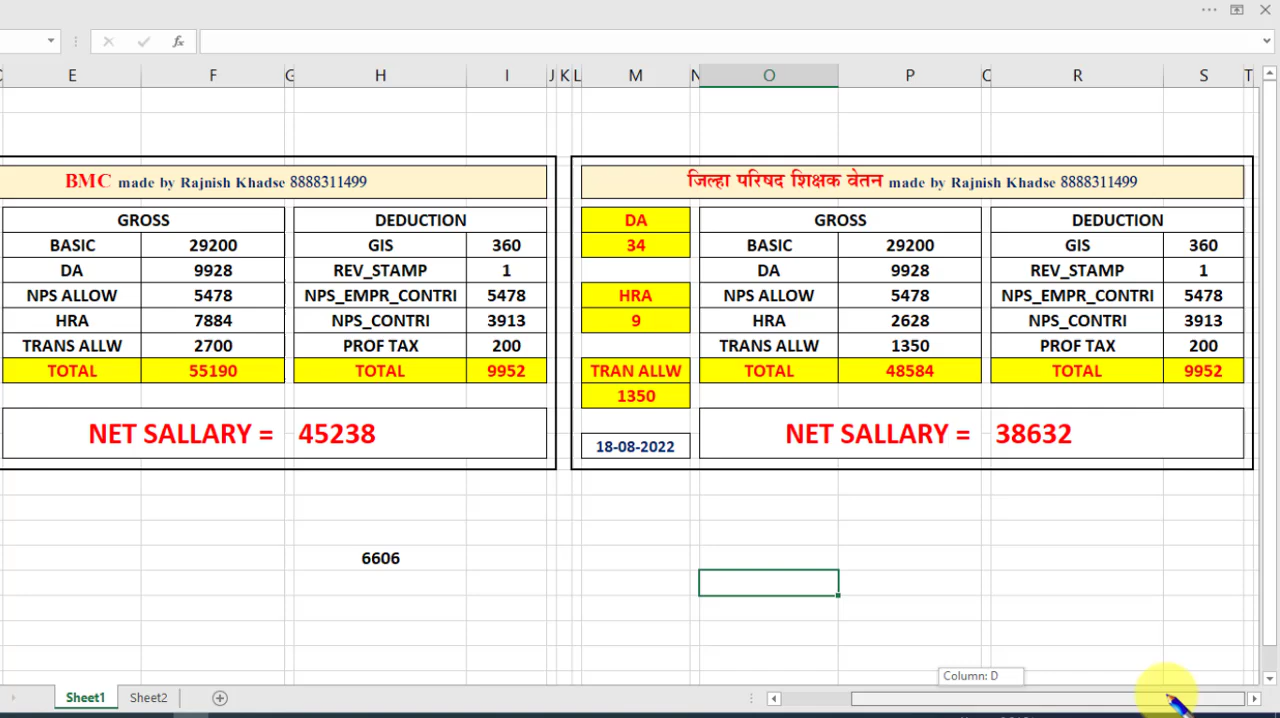 E F G H I J K L M N O P R S T
BMC made by Rajnish Khadse 8888311499
GROSS DEDUCTION
BASIC 29200 GIS 360
DA 9928 REV_STAMP 1
NPS ALLOW 5478 NPS_EMPR_CONTRI 5478
HRA 7884 NPS_CONTRI 3913
TRANS ALLW 2700 PROF TAX 200
TOTAL 55190 TOTAL 9952
NET SALLARY = 45238
6606
जिल्हा परिषद शिक्षक वेतन made by Rajnish Khadse 8888311499
DA
34
HRA
9
TRAN ALLW
1350
18-08-2022
GROSS DEDUCTION
BASIC 29200 GIS 360
DA 9928 REV_STAMP 1
NPS ALLOW 5478 NPS_EMPR_CONTRI 5478
HRA 2628 NPS_CONTRI 3913
TRANS ALLW 1350 PROF TAX 200
TOTAL 48584 TOTAL 9952
NET SALLARY = 38632
Column: D
Sheet1 Sheet2